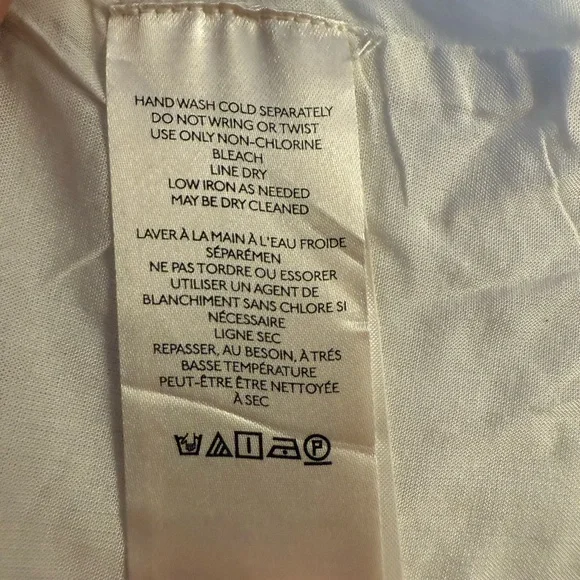 HAND WASH COLD SEPARATELY
DO NOT WRING OR TWIST
USE ONLY NON-CHLORINE
BLEACH
LINE DRY
LOW IRON AS NEEDED
MAY BE DRY CLEANED
LAVER À LA MAIN À L'EAU FROIDE
SÉPARÉMEN
NE PAS TORDRE OU ESSORER
UTILISER UN AGENT DE
BLANCHIMENT SANS CHLORE SI
NÉCESSAIRE
LIGNE SEC
REPASSER, AU BESOIN, À TRÉS
BASSE TEMPÉRATURE
PEUT-ÊTRE ÊTRE NETTOYÉE
À SEC
P